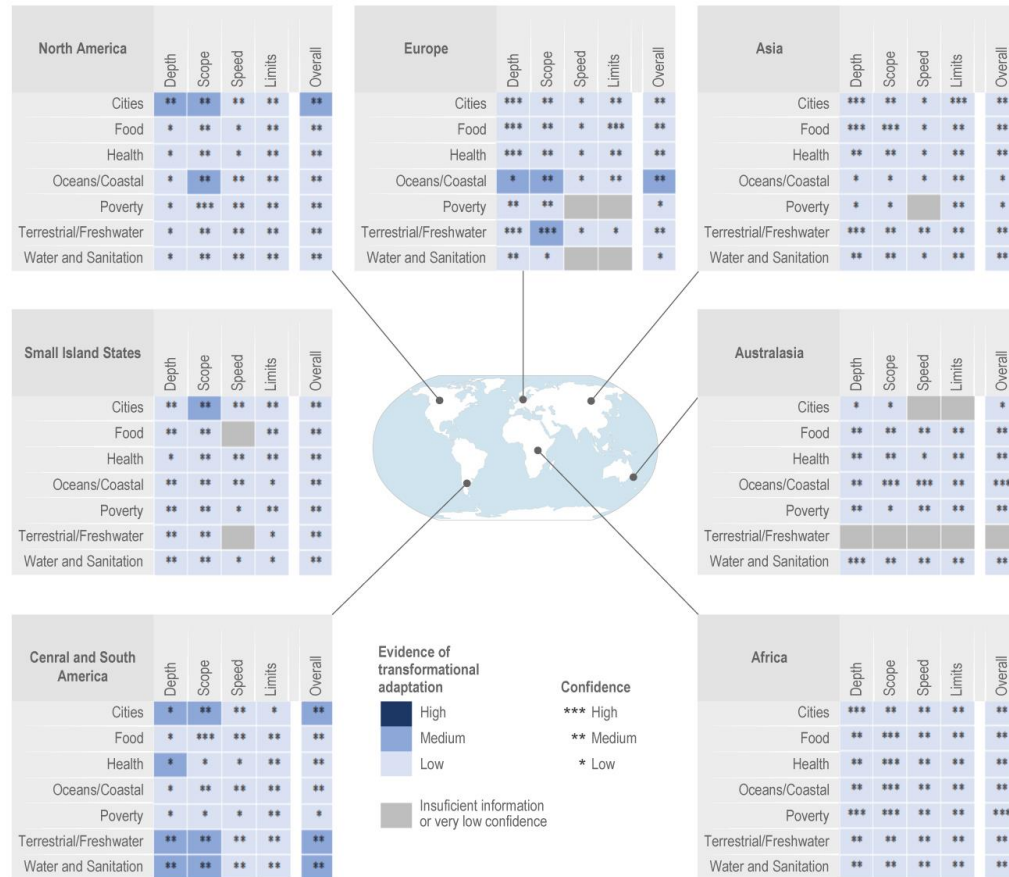 North America Depth Scope Speed Limits Overall
Cities ** ** ** ** **
Food * ** * ** **
Health * ** * ** **
Oceans/Coastal * ** ** ** **
Poverty * *** ** ** **
Terrestrial/Freshwater * ** ** ** **
Water and Sanitation * ** ** ** **
Europe Depth Scope Speed Limits Overall
Cities *** ** * ** **
Food *** ** * *** **
Health *** ** * ** **
Oceans/Coastal * ** * ** **
Poverty ** ** *
Terrestrial/Freshwater *** *** * * **
Water and Sanitation ** * *
Asia Depth Scope Speed Limits Overall
Cities *** ** * *** **
Food *** *** * ** **
Health ** ** * ** **
Oceans/Coastal * * * ** *
Poverty * * ** *
Terrestrial/Freshwater *** ** * ** **
Water and Sanitation ** ** * ** **
Small Island States Depth Scope Speed Limits Overall
Cities ** ** ** ** **
Food ** ** ** **
Health * ** ** ** **
Oceans/Coastal ** ** ** * **
Poverty ** ** * ** **
Terrestrial/Freshwater ** ** * **
Water and Sanitation ** ** * * **
Australasia Depth Scope Speed Limits Overall
Cities * * *
Food ** ** ** ** **
Health ** ** * ** **
Oceans/Coastal ** *** *** ** ***
Poverty ** * ** ** **
Terrestrial/Freshwater
Water and Sanitation *** ** ** ** **
Cenral and South
America Depth Scope Speed Limits Overall
Cities * ** ** * **
Food * *** ** ** **
Health * * * ** *
Oceans/Coastal * ** ** ** **
Poverty * * * ** *
Terrestrial/Freshwater ** ** ** ** **
Water and Sanitation ** ** ** ** **
Evidence of
transformational
adaptation
High
Medium
Low
Insufficient information
or very low confidence
Confidence
*** High
** Medium
* Low
Africa Depth Scope Speed Limits Overall
Cities *** ** ** ** **
Food ** *** ** ** **
Health ** *** ** ** **
Oceans/Coastal ** *** ** ** **
Poverty *** *** ** ** ***
Terrestrial/Freshwater ** ** ** ** **
Water and Sanitation ** ** ** ** **